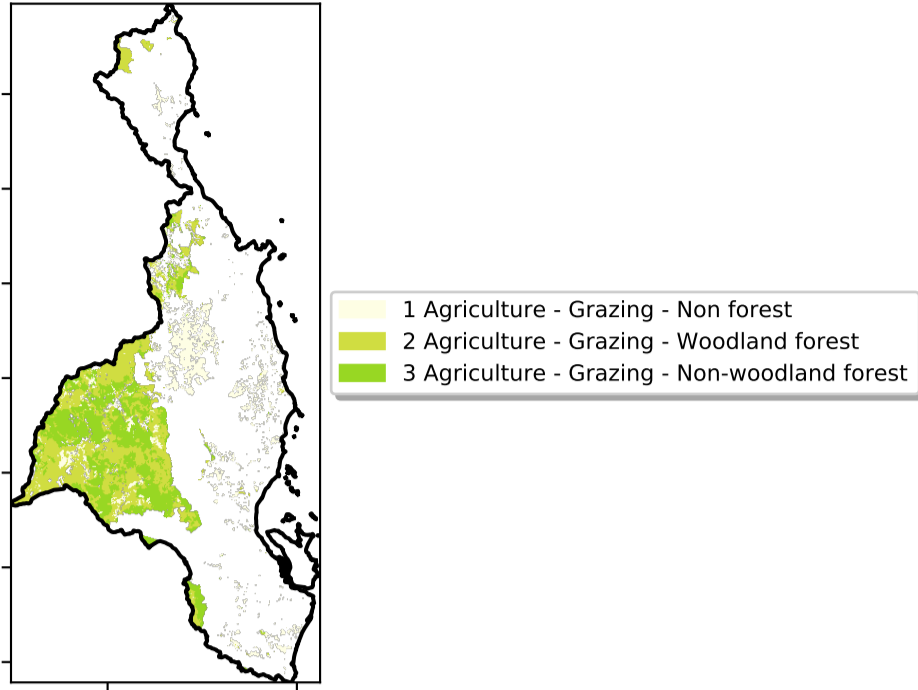 1 Agriculture - Grazing - Non forest
2 Agriculture - Grazing - Woodland forest
3 Agriculture - Grazing - Non-woodland forest